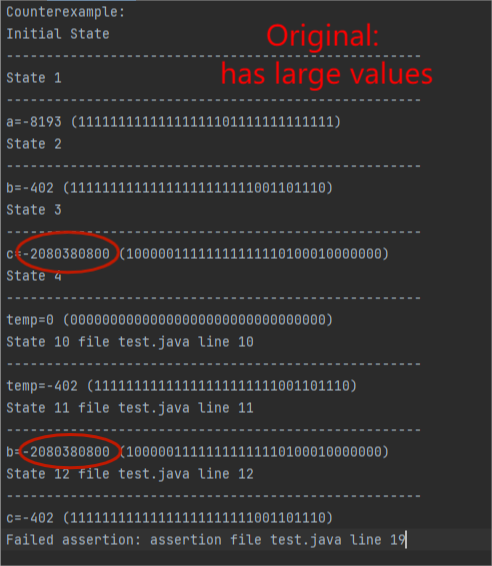 Counterexample:
Initial State
Original:
has large values
----------------------------------------------------
State 1
----------------------------------------------------
a=-8193 (11111111111111111101111111111111)
State 2
----------------------------------------------------
b=-402 (11111111111111111111111001101110)
State 3
----------------------------------------------------
c=-2080380800 (10000011111111111110100010000000)
State 4
----------------------------------------------------
temp=0 (00000000000000000000000000000000)
State 10 file test.java line 10
----------------------------------------------------
temp=-402 (11111111111111111111111001101110)
State 11 file test.java line 11
----------------------------------------------------
b=-2080380800 (10000011111111111110100010000000)
State 12 file test.java line 12
----------------------------------------------------
c=-402 (11111111111111111111111001101110)
Failed assertion: assertion file test.java line 19